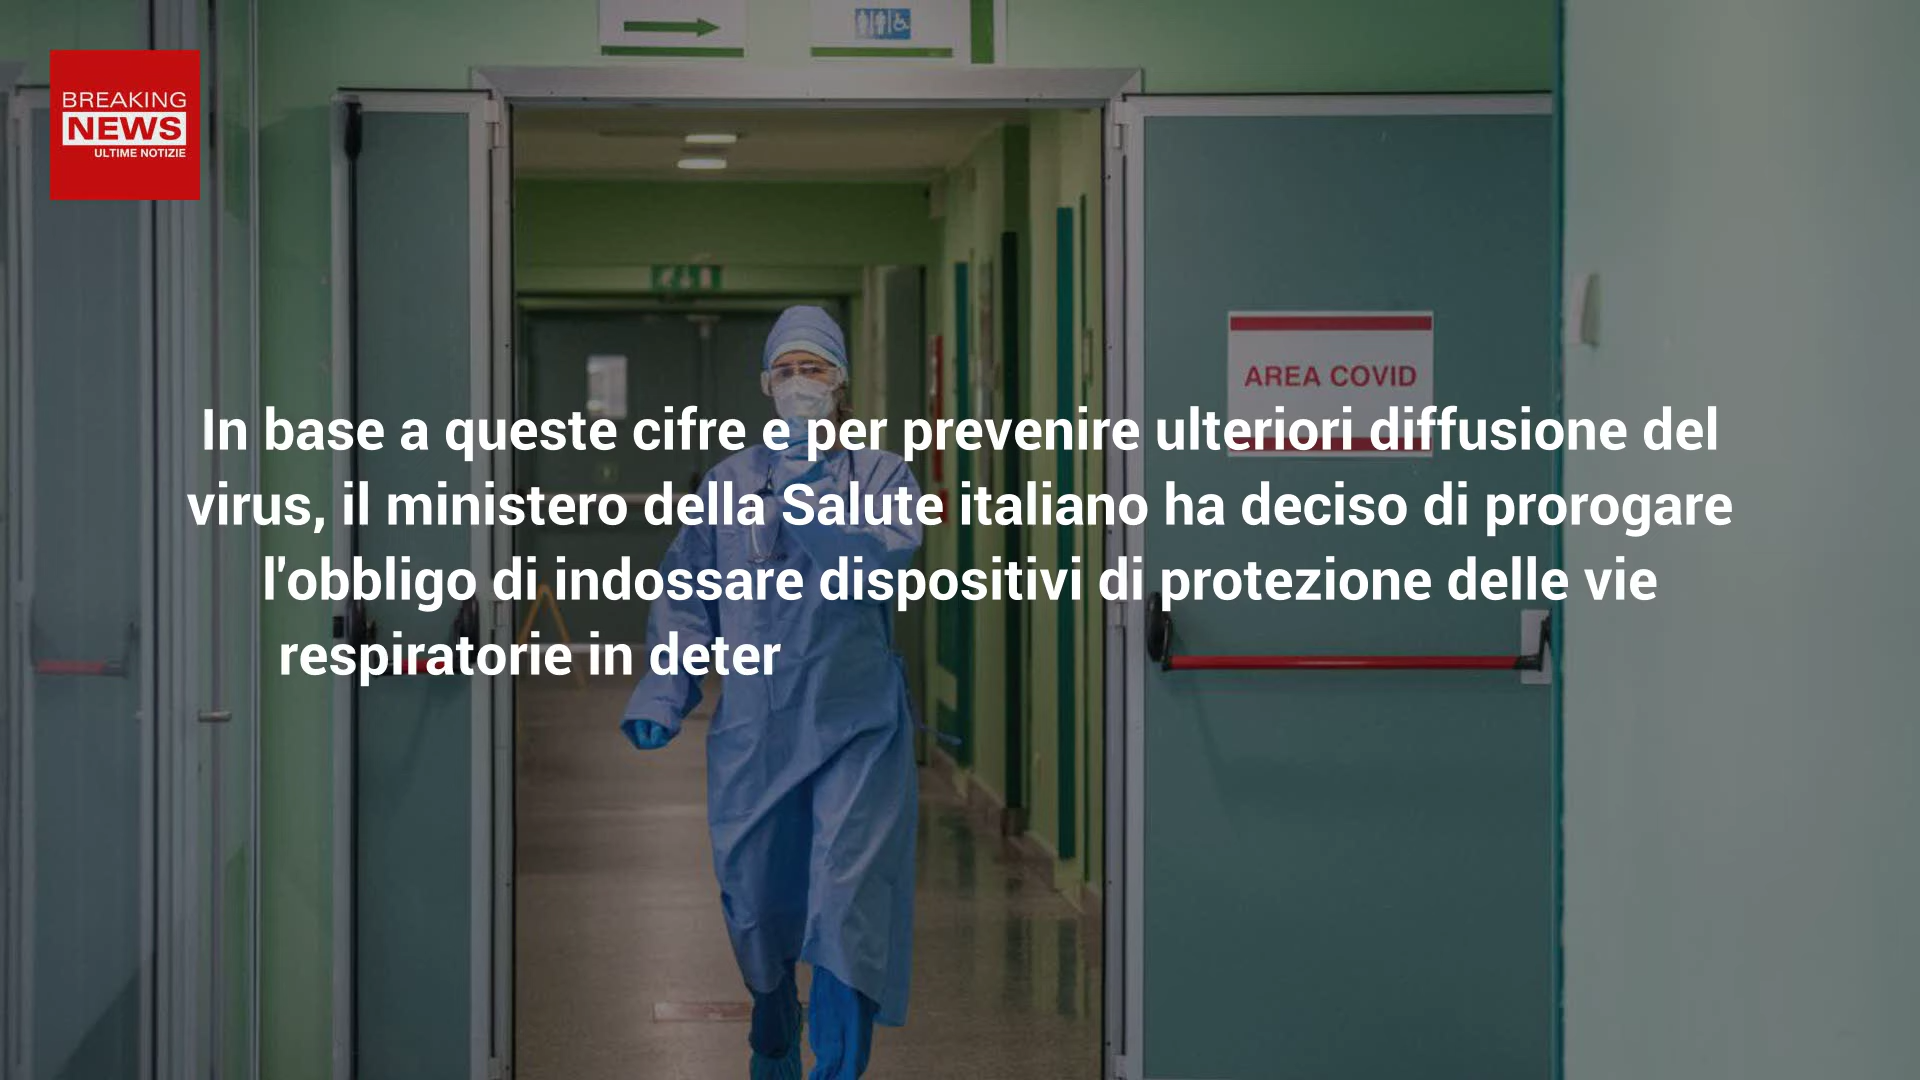 BREAKING
NEWS
ULTIME NOTIZIE
AREA COVID
In base a queste cifre e per prevenire ulteriori diffusione del
virus, il ministero della Salute italiano ha deciso di prorogare
l'obbligo di indossare dispositivi di protezione delle vie
respiratorie in deter